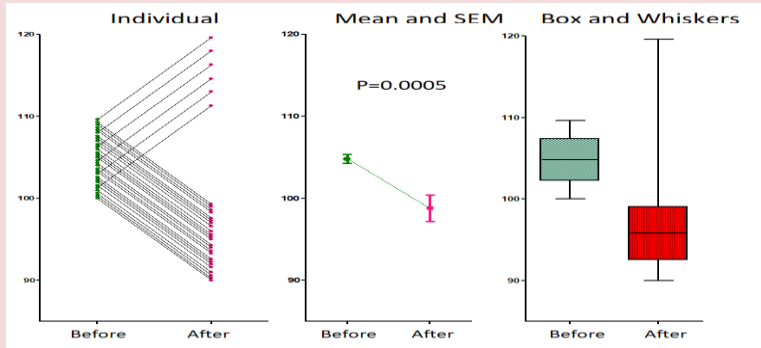 Individual
120
110
100
90
Before After
Mean and SEM
P=0.0005
120
110
100
90
Before After
Box and Whiskers
120
110
100
90
Before After